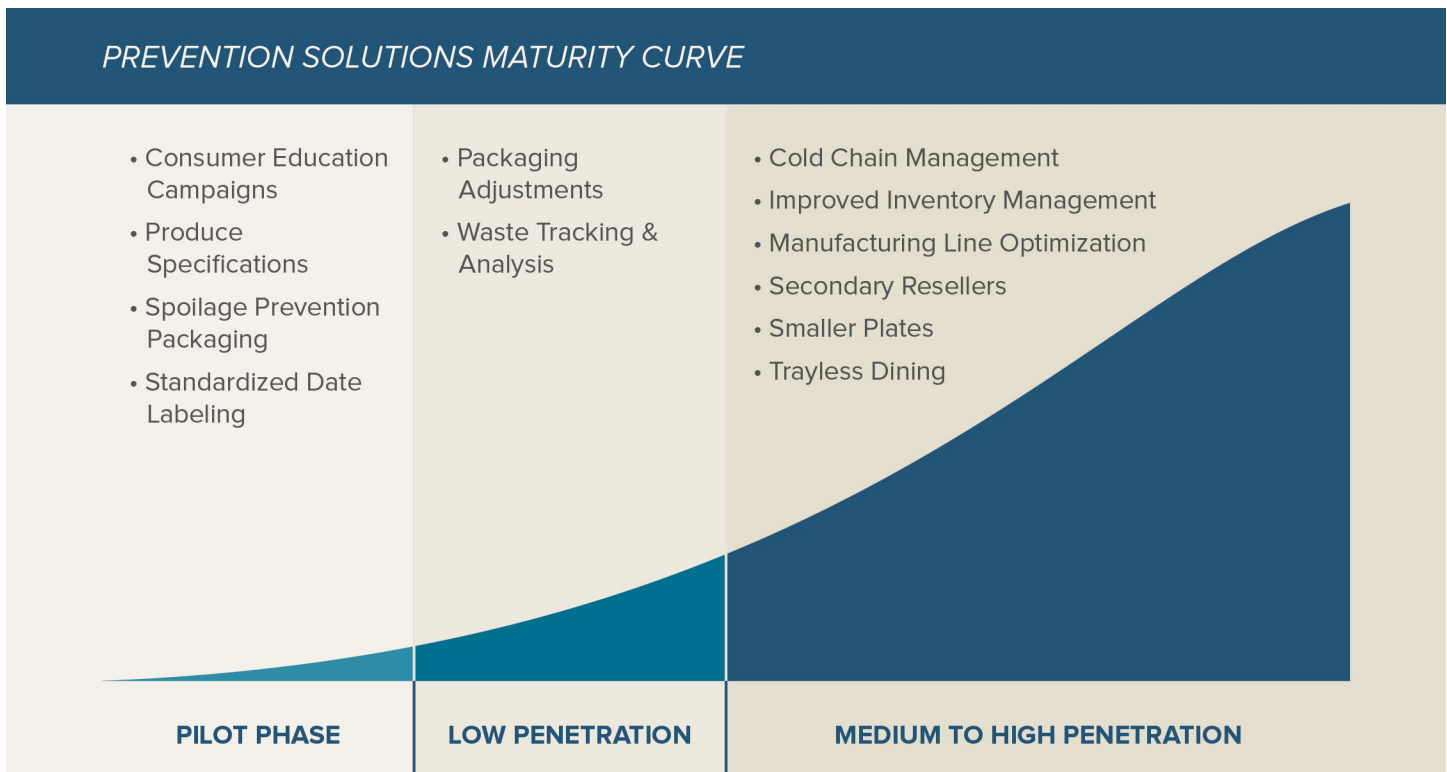 PREVENTION SOLUTIONS MATURITY CURVE
• Consumer Education
Campaigns
• Produce
Specifications
• Spoilage Prevention
Packaging
• Standardized Date
Labeling
• Packaging
Adjustments
• Waste Tracking &
Analysis
• Cold Chain Management
• Improved Inventory Management
• Manufacturing Line Optimization
• Secondary Resellers
• Smaller Plates
• Trayless Dining
PILOT PHASE
LOW PENETRATION
MEDIUM TO HIGH PENETRATION